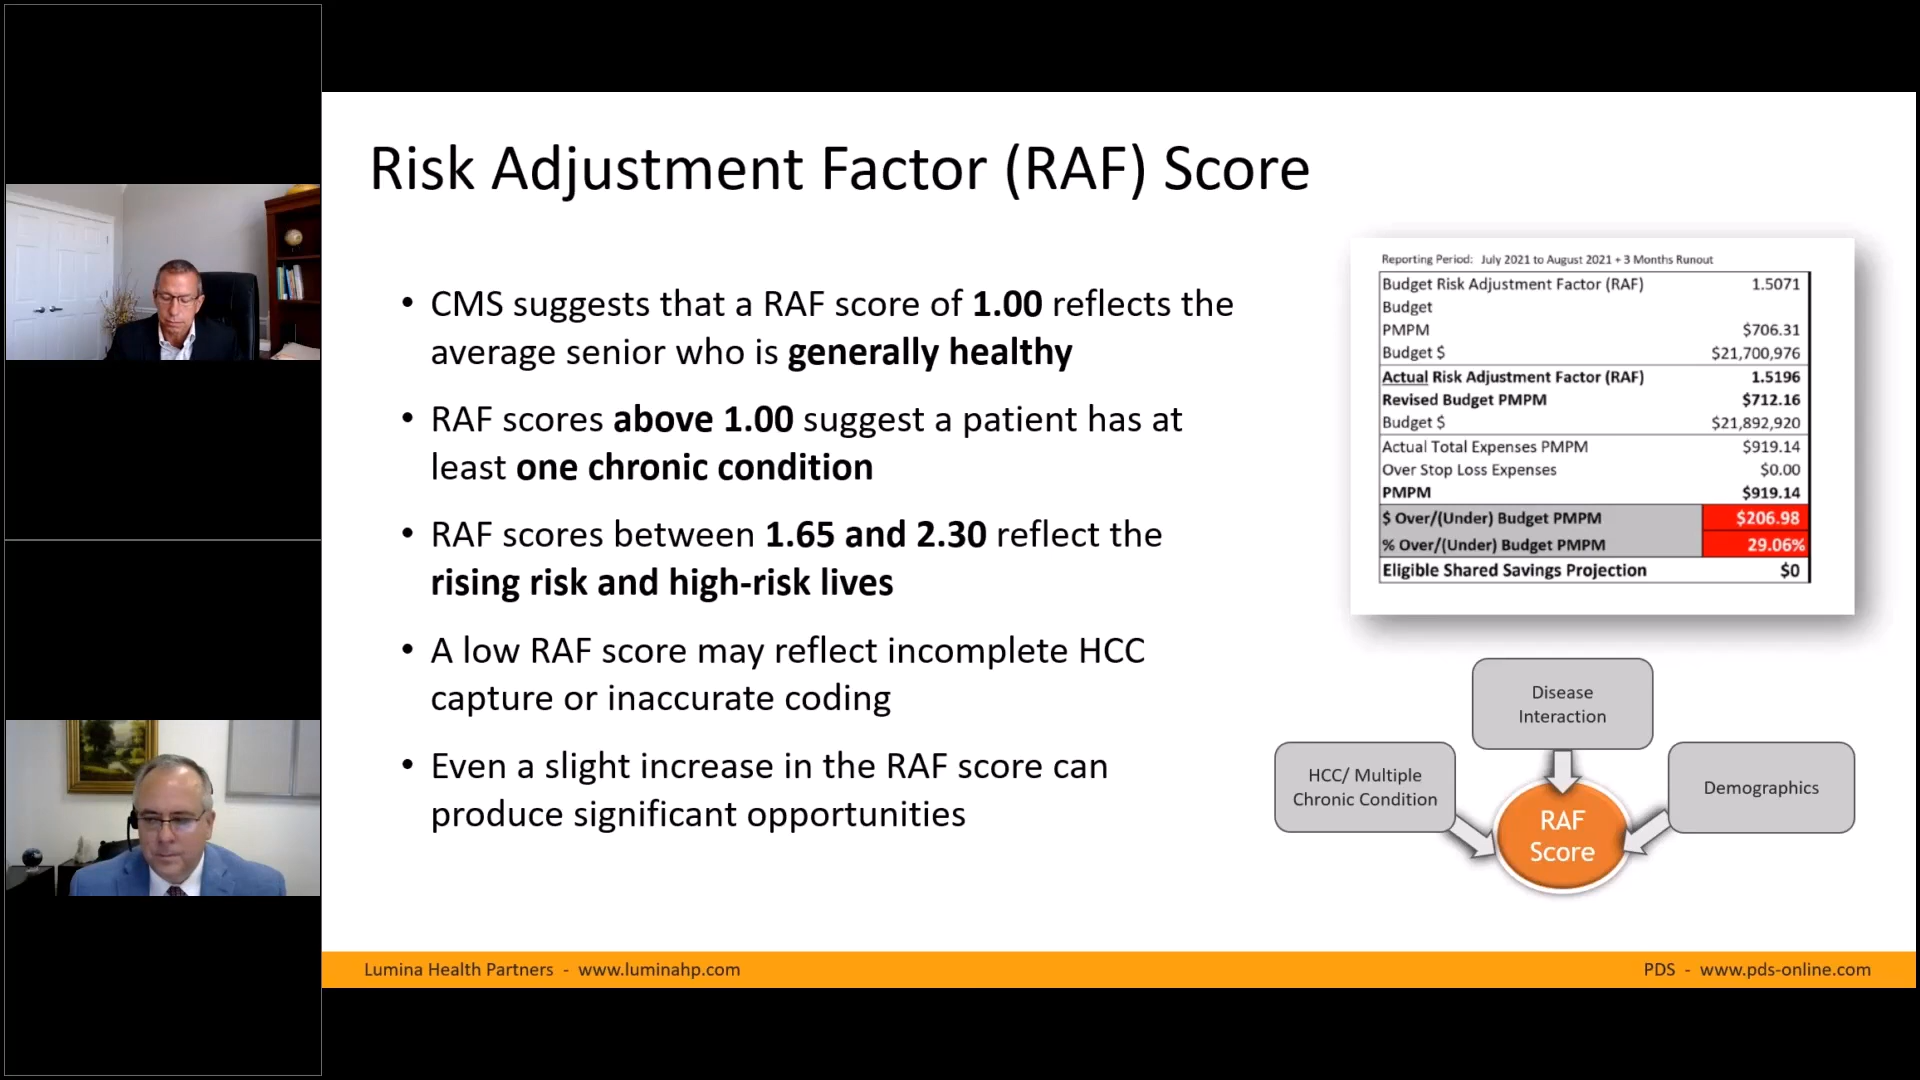 Risk Adjustment Factor (RAF) Score
• CMS suggests that a RAF score of 1.00 reflects the
average senior who is generally healthy
• RAF scores above 1.00 suggest a patient has at
least one chronic condition
• RAF scores between 1.65 and 2.30 reflect the
rising risk and high-risk lives
• A low RAF score may reflect incomplete HCC
capture or inaccurate coding
• Even a slight increase in the RAF score can
produce significant opportunities
Reporting Period: July 2021 to August 2021 + 3 Months Runout
Budget Risk Adjustment Factor (RAF) 1.5071
Budget
PMPM $706.31
Budget $ $21,700,976
Actual Risk Adjustment Factor (RAF) 1.5196
Revised Budget PMPM $712.16
Budget $ $21,892,920
Actual Total Expenses PMPM $919.14
Over Stop Loss Expenses $0.00
PMPM $919.14
$ Over/(Under) Budget PMPM $206.98
% Over/(Under) Budget PMPM 29.06%
Eligible Shared Savings Projection $0
Disease
Interaction
HCC/ Multiple
Chronic Condition
Demographics
RAF
Score
Lumina Health Partners - www.luminahp.com
PDS - www.pds-online.com